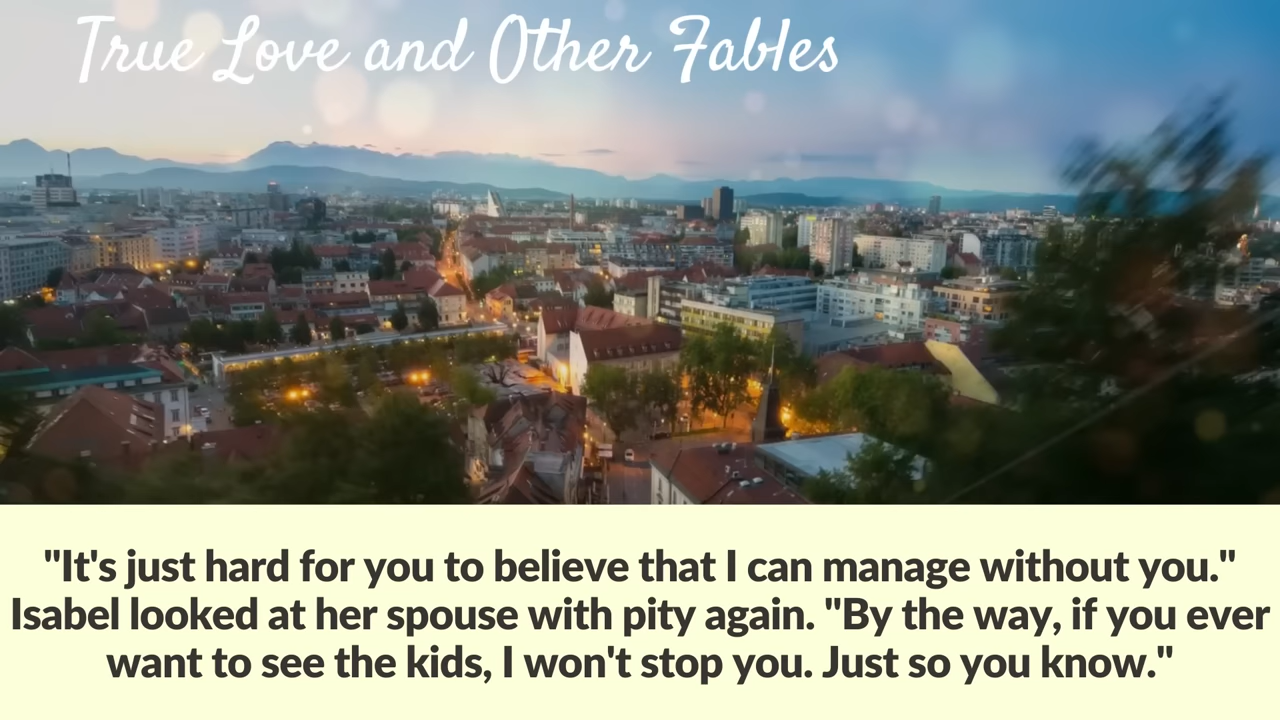 True Love and Other Fables
"It's just hard for you to believe that I can manage without you."
Isabel looked at her spouse with pity again. "By the way, if you ever
want to see the kids, I won't stop you. Just so you know."